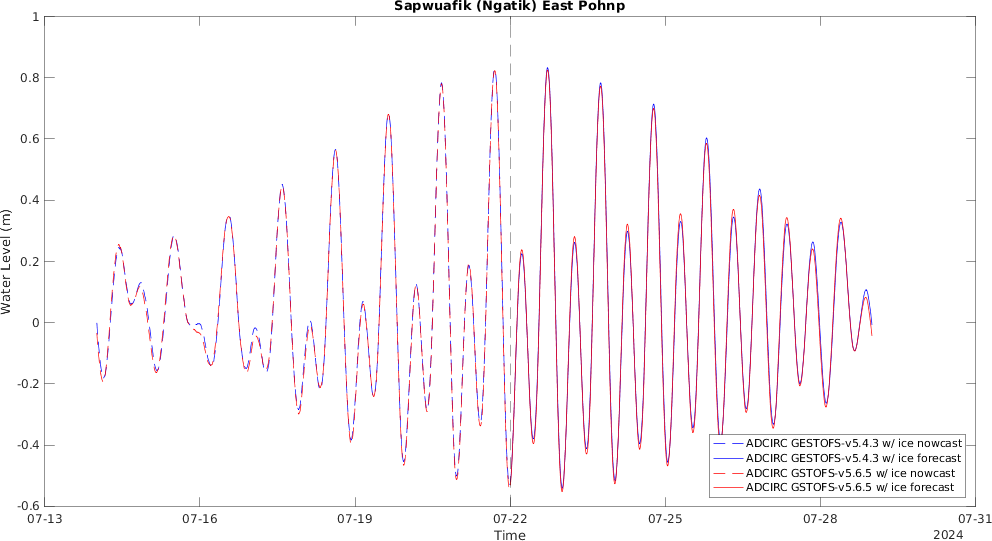 Sapwuafik (Ngatik) East Pohnp
Water Level (m)
1
0.8
0.6
0.4
0.2
0
-0.2
-0.4
-0.6
ADCIRC GESTOFS-v5.4.3 w/ ice nowcast
ADCIRC GESTOFS-v5.4.3 w/ ice forecast
ADCIRC GSTOFS-v5.6.5 w/ ice nowcast
ADCIRC GSTOFS-v5.6.5 w/ ice forecast
07-13 07-16 07-19 07-22 07-25 07-28 07-31
Time
2024